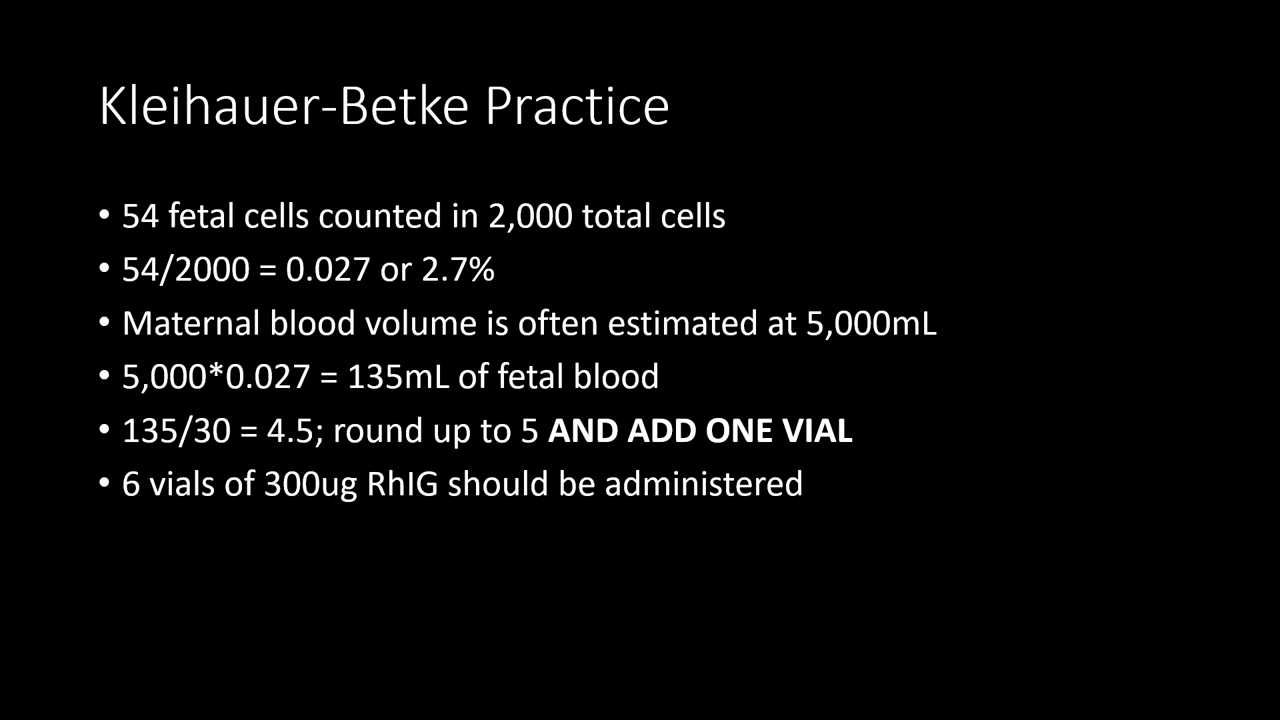 Kleihauer-Betke Practice
• 54 fetal cells counted in 2,000 total cells
• 54/2000 = 0.027 or 2.7%
• Maternal blood volume is often estimated at 5,000mL
• 5,000*0.027 = 135mL of fetal blood
• 135/30 = 4.5; round up to 5 AND ADD ONE VIAL
• 6 vials of 300ug RhIG should be administered